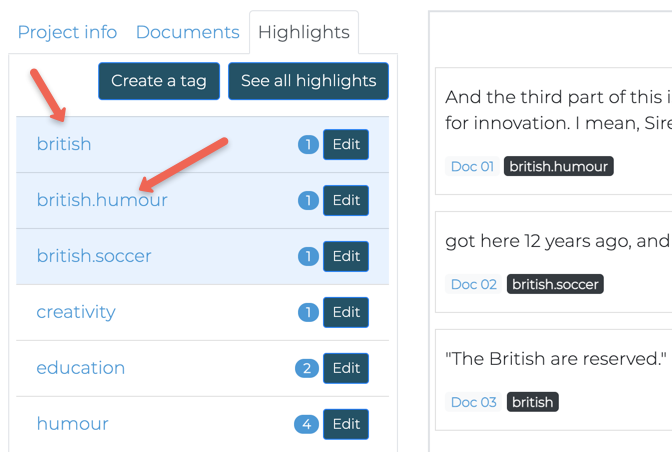 Project info Documents Highlights
Create a tag See all highlights
british 1 Edit
british.humour 1 Edit
british.soccer 1 Edit
creativity 1 Edit
education 2 Edit
humour 4 Edit
And the third part of this i
for innovation. I mean, Sir
Doc 01 british.humour
got here 12 years ago, and
Doc 02 british.soccer
"The British are reserved."
Doc 03 british